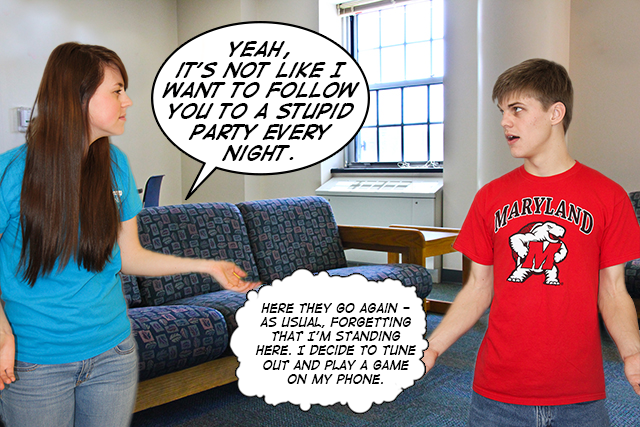 YEAH,
IT'S NOT LIKE I
WANT TO FOLLOW
YOU TO A STUPID
PARTY EVERY
NIGHT.
MARYLAND
M
HERE THEY GO AGAIN –
AS USUAL, FORGETTING
THAT I'M STANDING
HERE. I DECIDE TO TUNE
OUT AND PLAY A GAME
ON MY PHONE.